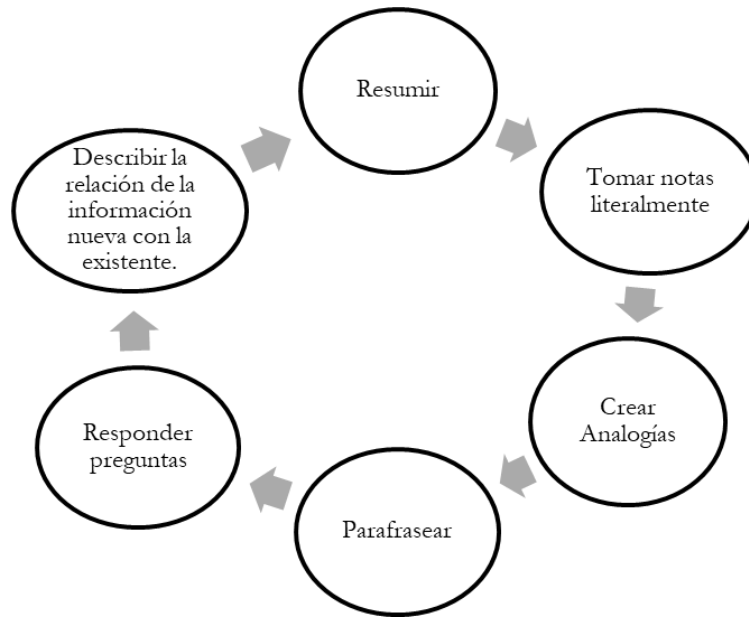 Resumir
Tomar notas
literalmente
Crear
Analogías
Parafrasear
Responder
preguntas
Describir la
relación de la
información
nueva con la
existente.